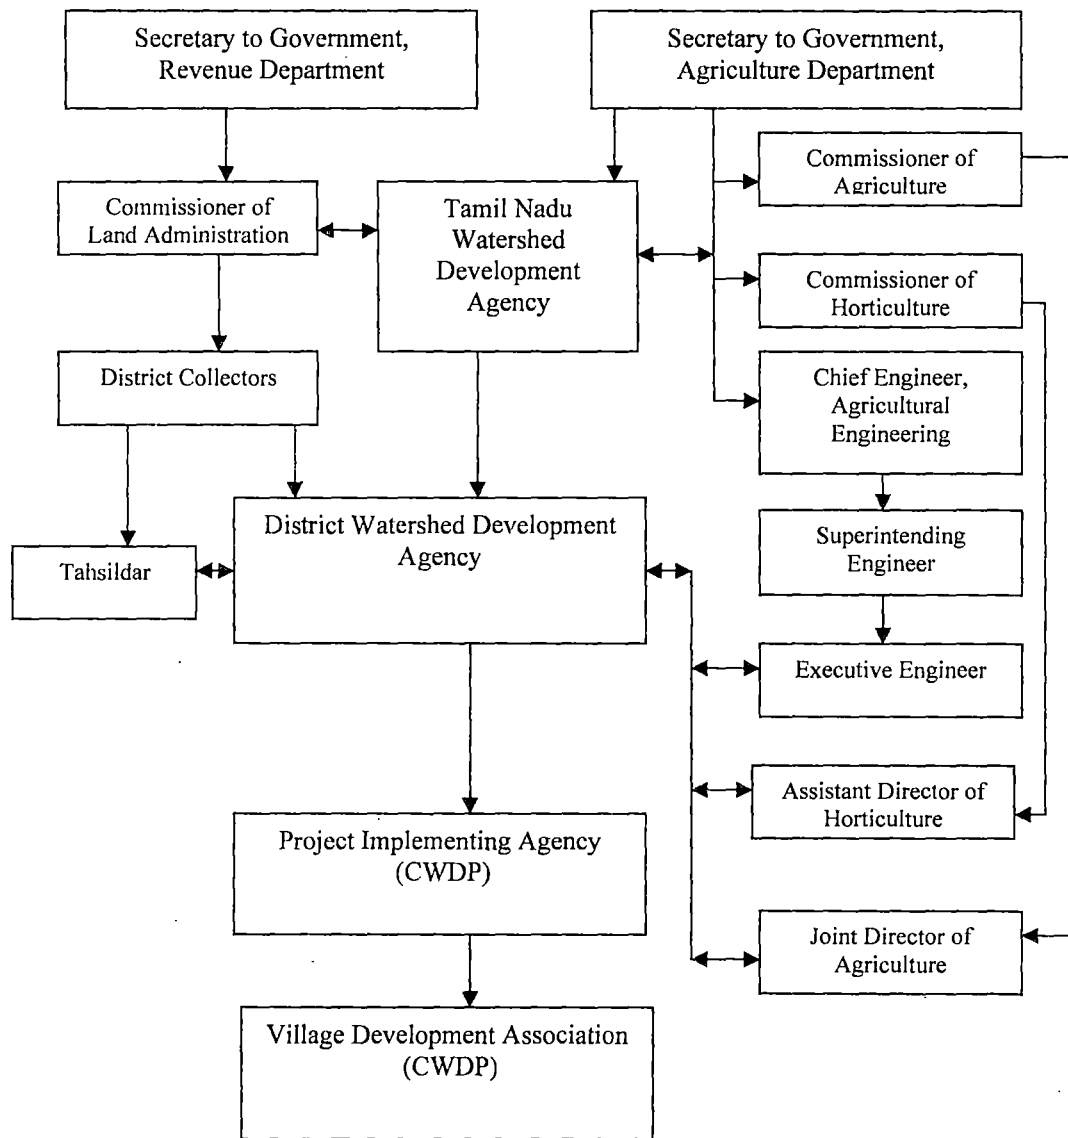 Secretary to Government,
Revenue Department
Secretary to Government,
Agriculture Department
Commissioner of
Agriculture
Commissioner of
Land Administration
Tamil Nadu
Watershed
Development
Agency
Commissioner of
Horticulture
District Collectors
Chief Engineer,
Agricultural
Engineering
District Watershed Development
Agency
Superintending
Engineer
Tahsildar
Executive Engineer
Assistant Director of
Horticulture
Project Implementing Agency
(CWDP)
Joint Director of
Agriculture
Village Development Association
(CWDP)